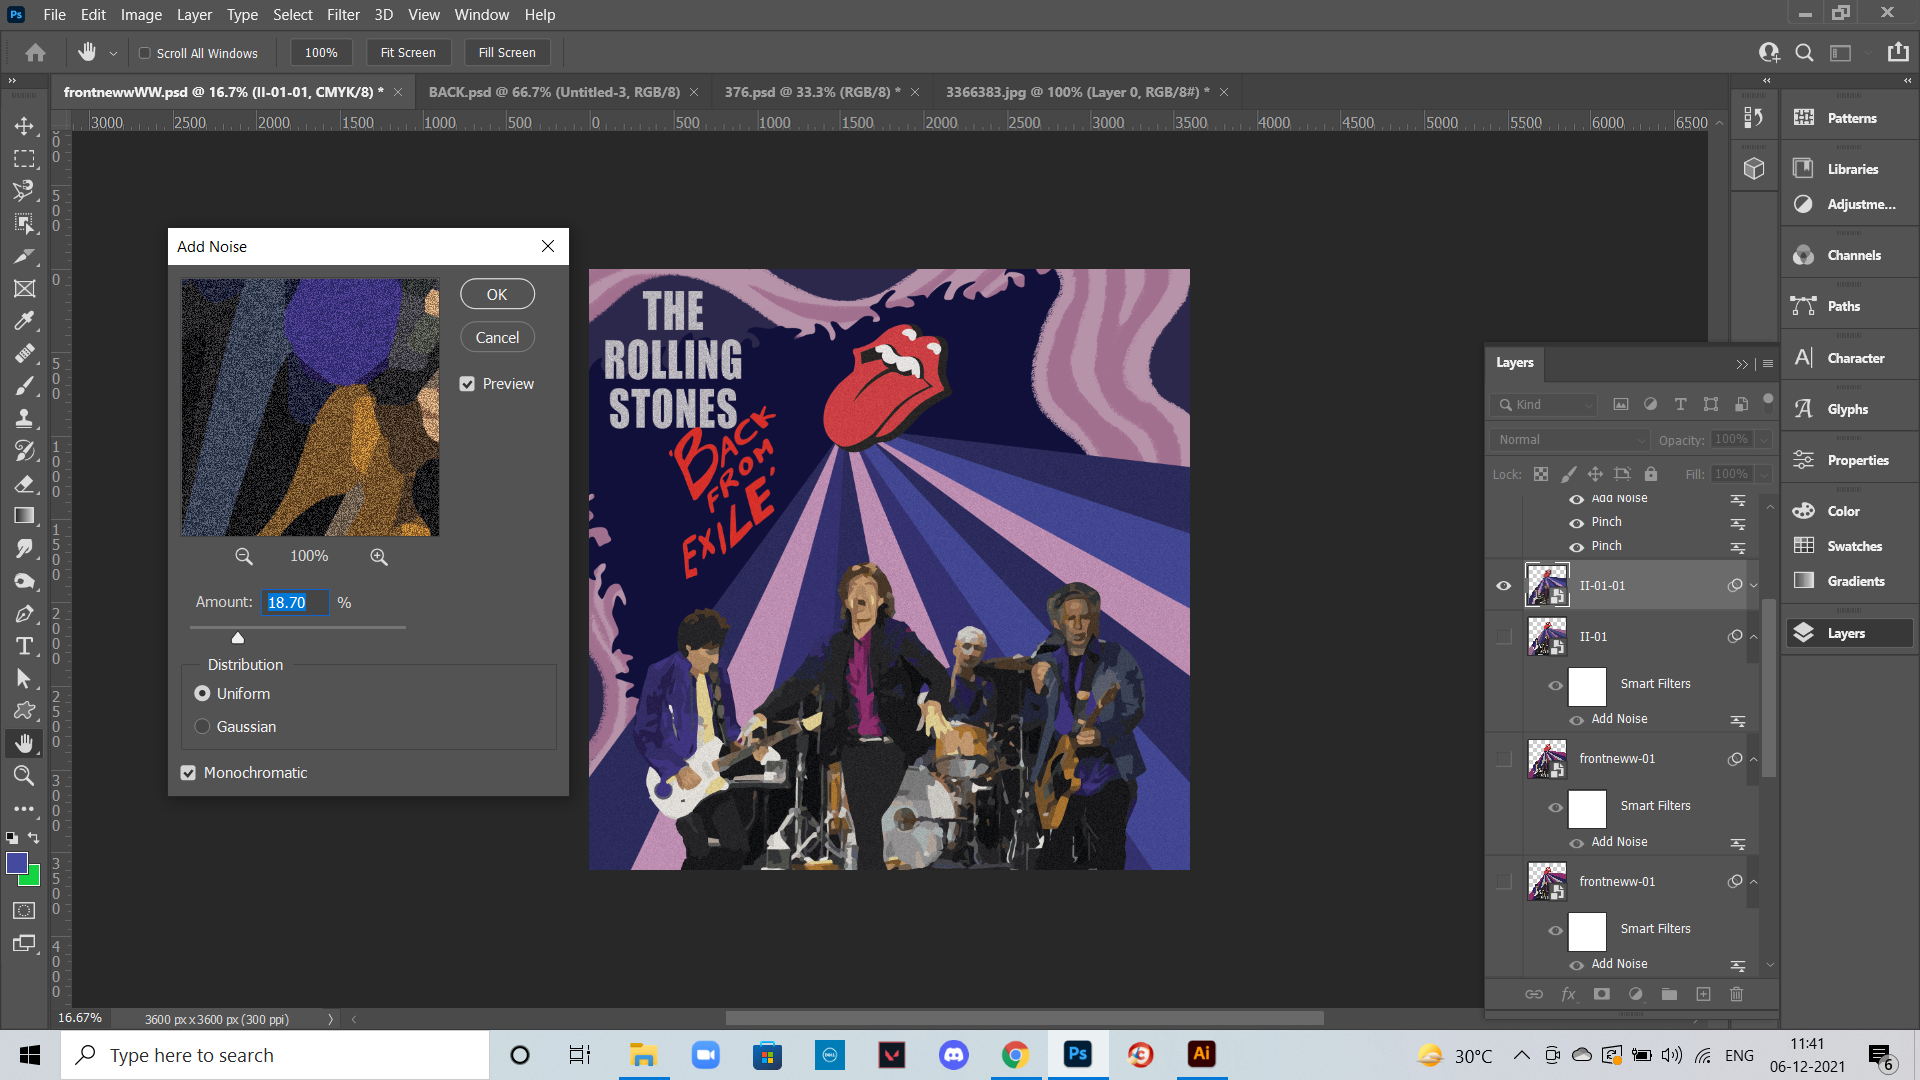 Ps File Edit Image Layer Type Select Filter 3D View Window Help
Scroll All Windows 100% Fit Screen Fill Screen
frontnewwWW.psd @ 16.7% (II-01-01, CMYK/8) * BACK.psd @ 66.7% (Untitled-3, RGB/8) 376.psd @ 33.3% (RGB/8) * 3366383.jpg @ 100% (Layer 0, RGB/8#) *
3000 2500 2000 1500 1000 500 0 500 1000 1500 2000 2500 3000 3500 4000 4500 5000 5500 6000 6500
Add Noise
OK
Cancel
Preview
100%
Amount: 18.70 %
Distribution
Uniform
Gaussian
Monochromatic
THE
ROLLING
STONES
'BACK
FROM
EXILE'
Patterns
Libraries
Adjustme...
Channels
Paths
Character
Glyphs
Properties
Color
Swatches
Gradients
Layers
Layers
Kind
Normal Opacity: 100%
Lock: Fill: 100%
Add Noise
Pinch
Pinch
II-01-01
II-01
Smart Filters
Add Noise
frontneww-01
Smart Filters
Add Noise
frontneww-01
Smart Filters
Add Noise
fx
16.67% 3600 px x 3600 px (300 ppi)
Type here to search
DELL
Ps
Ai
30°C
ENG
11:41
06-12-2021
6